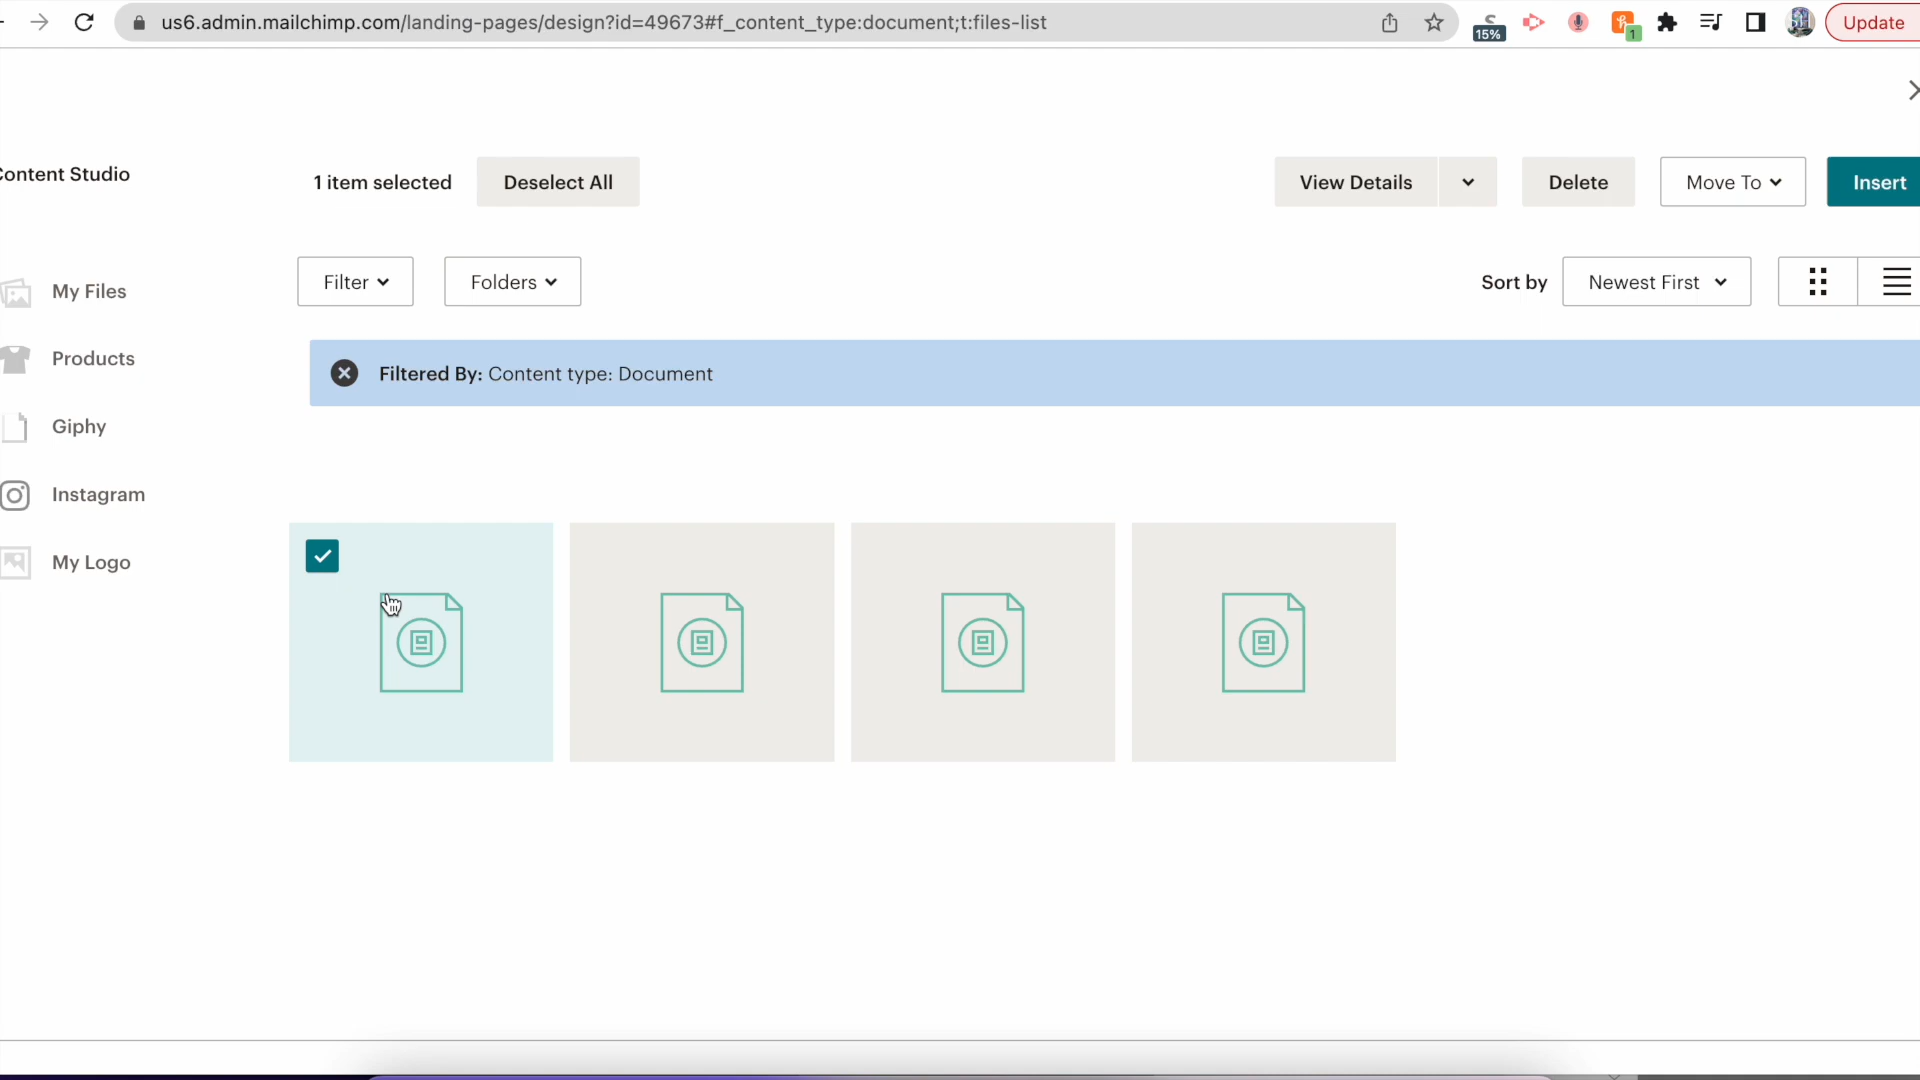 us6.admin.mailchimp.com/landing-pages/design?id=49673#f_content_type:document;t:files-list
15%
1
Update
Content Studio
1 item selected
Deselect All
View Details
Delete
Move To
Insert
My Files
Filter
Folders
Sort by
Newest First
Products
Filtered By: Content type: Document
Giphy
Instagram
My Logo